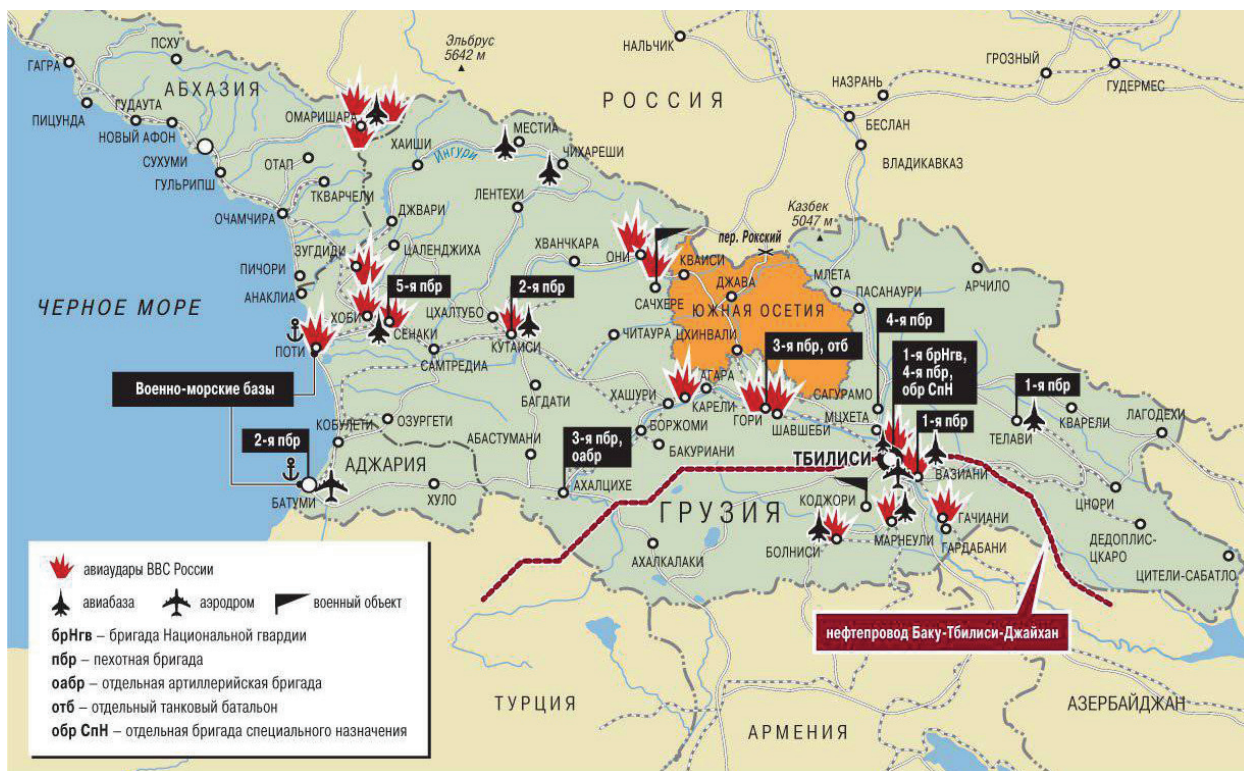 ГАГРА
ПСХУ
Эльбрус
5642 м
НАЛЬЧИК
ГРОЗНЫЙ
ГУДЕРМЕС
НАЗРАНЬ
АБХАЗИЯ
РОССИЯ
ПИЦУНДА
ГУДАУТА
НОВЫЙ АФОН
ОМАРИШАРА
БЕСЛАН
МЕСТИА
СУХУМИ
ХАИШИ
Ингури
ЧИХАРЕШИ
ВЛАДИКАВКАЗ
ОТАП
ГУЛЬРИПШ
ТКВАРЧЕЛИ
ЛЕНТЕХИ
ОЧАМЧИРА
ДЖВАРИ
Казбек
5047 м
ЗУГДИДИ
ЦАЛЕНДЖИХА
ХВАНЧКАРА
ОНИ
пер. Рокский
КВАИСИ
МЛЕТА
ПИЧОРИ
АРЧИЛО
САЧХЕРЕ
ДЖАВА
ПАСАНАУРИ
АНАКЛИА
5-я пбр
2-я пбр
ЮЖНАЯ ОСЕТИЯ
ЧЕРНОЕ МОРЕ
ХОБИ
СЕНАКИ
ЦХАЛТУБО
КУТАИСИ
ЧИТАУРА
ЦХИНВАЛИ
4-я пбр
ПОТИ
САМТРЕДИА
3-я пбр, отб
1-я брНгв,
4-я пбр,
обр СпН
Военно-морские базы
БАГДАТИ
ХАШУРИ
АГАРА
КАРЕЛИ
ГОРИ
ШАВШЕБИ
САГУРАМО
МЦХЕТА
1-я пбр
1-я пбр
ТЕЛАВИ
КВАРЕЛИ
ЛАГОДЕХИ
КОБУЛЕТИ
ОЗУРГЕТИ
АБАСТУМАНИ
БОРЖОМИ
БАКУРИАНИ
2-я пбр
АДЖАРИЯ
3-я пбр,
оабр
ТБИЛИСИ
ВАЗИАНИ
БАТУМИ
ХУЛО
АХАЛЦИХЕ
КОДЖОРИ
ЦНОРИ
ГРУЗИЯ
ГАЧИАНИ
ГАРДАБАНИ
МАРНЕУЛИ
БОЛНИСИ
АХАЛКАЛАКИ
ДЕДОПЛИС-
ЦКАРО
ЦИТЕЛИ-САБАТЛО
авиаудары ВВС России
авиабаза
аэродром
военный объект
брНгв – бригада Национальной гвардии
пбр – пехотная бригада
оабр – отдельная артиллерийская бригада
отб – отдельный танковый батальон
обр СпН – отдельная бригада специального назначения
нефтепровод Баку-Тбилиси-Джайхан
ТУРЦИЯ
АРМЕНИЯ
АЗЕРБАЙДЖАН